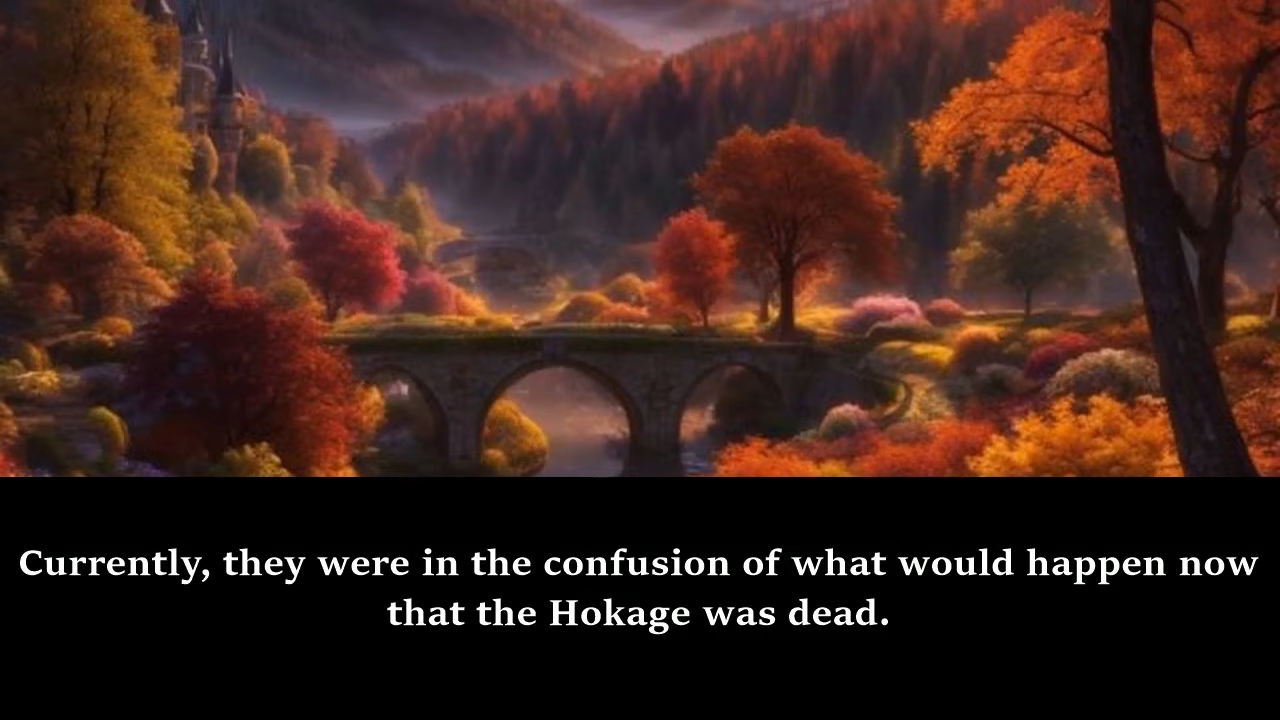 Currently, they were in the confusion of what would happen now
that the Hokage was dead.